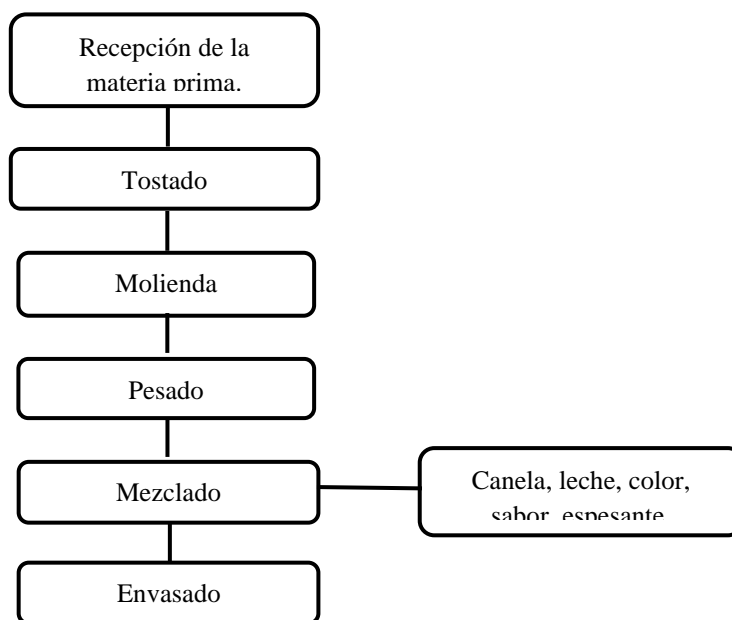 Recepción de la
materia prima.
Tostado
Molienda
Pesado
Mezclado
Canela, leche, color,
sabor, espesante
Envasado